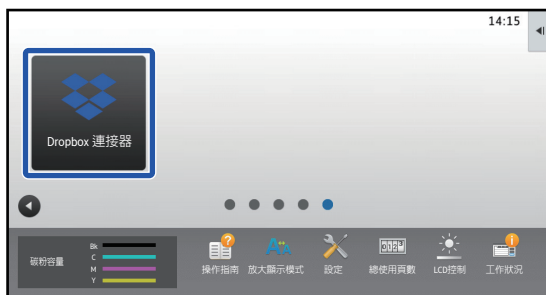 14:15
Dropbox 連接器
碳粉容量
Bk
C
M
Y
操作指南
放大顯示模式
設定
總使用頁數
LCD控制
工作狀況